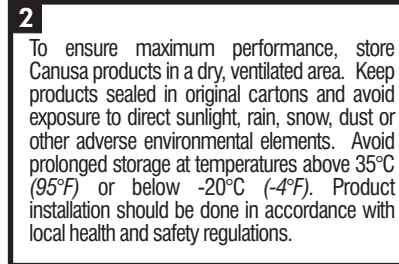 2
To ensure maximum performance, store
Canusa products in a dry, ventilated area. Keep
products sealed in original cartons and avoid
exposure to direct sunlight, rain, snow, dust or
other adverse environmental elements. Avoid
prolonged storage at temperatures above 35°C
(95°F) or below -20°C (-4°F). Product
installation should be done in accordance with
local health and safety regulations.